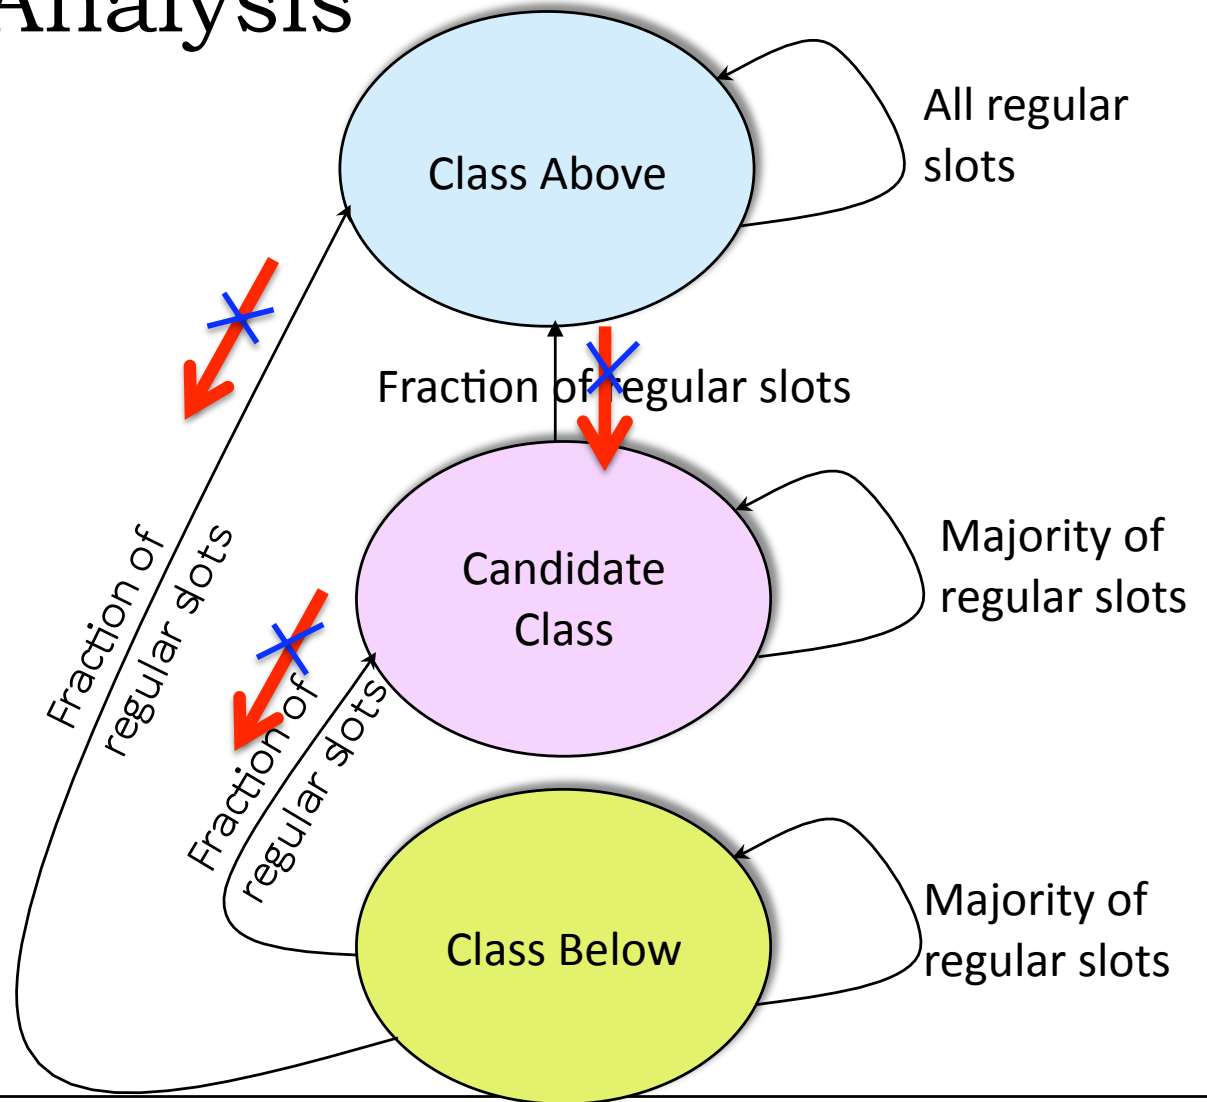 Analysis
Class Above
All regular
slots
Fraction of regular slots
Fraction of
regular slots
Candidate
Class
Majority of
regular slots
Fraction of
regular slots
Class Below
Majority of
regular slots